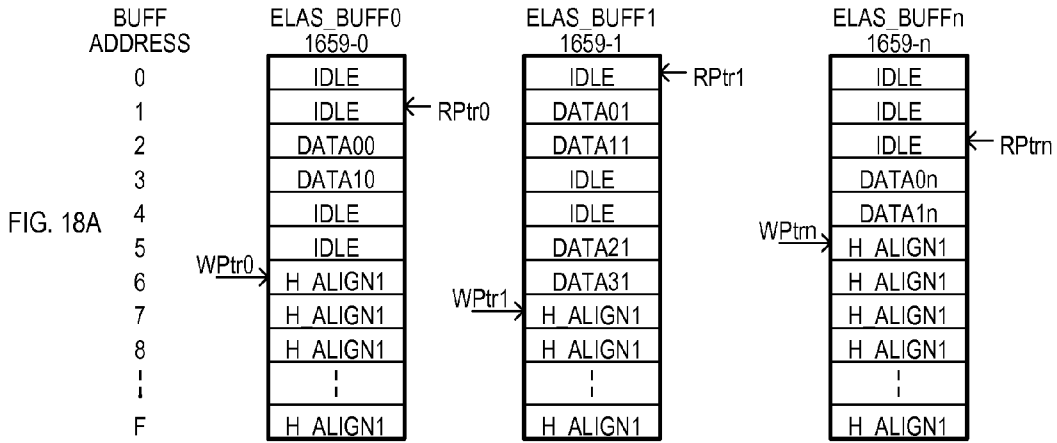 BUFF ADDRESS ELAS_BUFF0 1659-0 ELAS_BUFF1 1659-1 ELAS_BUFFn 1659-n
0 IDLE IDLE RPtr1 IDLE
1 IDLE RPtr0 DATA01 IDLE
2 DATA00 DATA11 IDLE RPtrn
3 DATA10 IDLE DATA0n
FIG. 18A 4 IDLE IDLE DATA1n
5 IDLE DATA21 WPtrn H_ALIGN1
6 WPtr0 H_ALIGN1 DATA31 H_ALIGN1
7 H_ALIGN1 WPtr1 H_ALIGN1 H_ALIGN1
8 H_ALIGN1 H_ALIGN1 H_ALIGN1
F H_ALIGN1 H_ALIGN1 H_ALIGN1